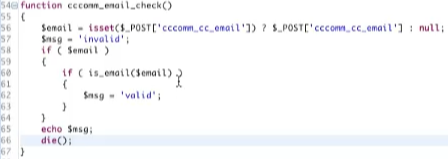 54 function cccomm_email_check()
55 {
56 $email = isset($_POST['cccomm_cc_email']) ? $_POST['cccomm_cc_email'] : null;
57 $msg = 'invalid';
58 if ( $email )
59 {
60 if ( is_email($email) )
61 {
62 $msg = 'valid';
63 }
64 }
65 echo $msg;
66 die();
67 }